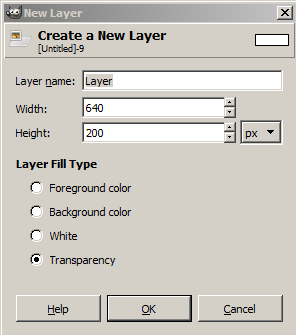 New Layer
Create a New Layer
[Untitled]-9
Layer name: Layer
Width: 640
Height: 200 px
Layer Fill Type
Foreground color
Background color
White
Transparency
Help OK Cancel